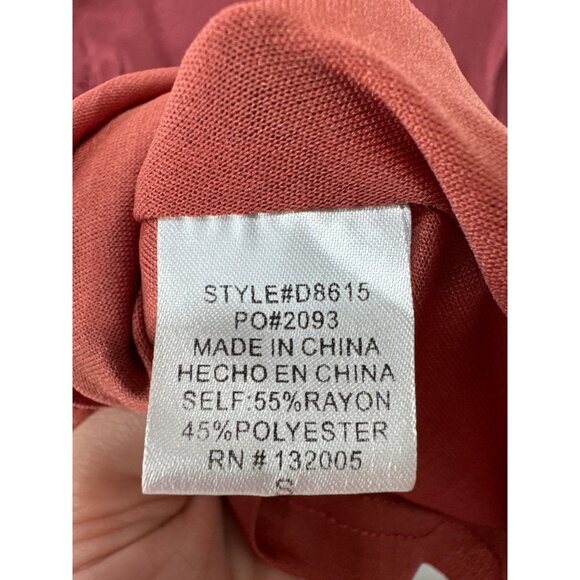 STYLE#D8615
PO#2093
MADE IN CHINA
HECHO EN CHINA
SELF:55%RAYON
45%POLYESTER
RN # 132005
S